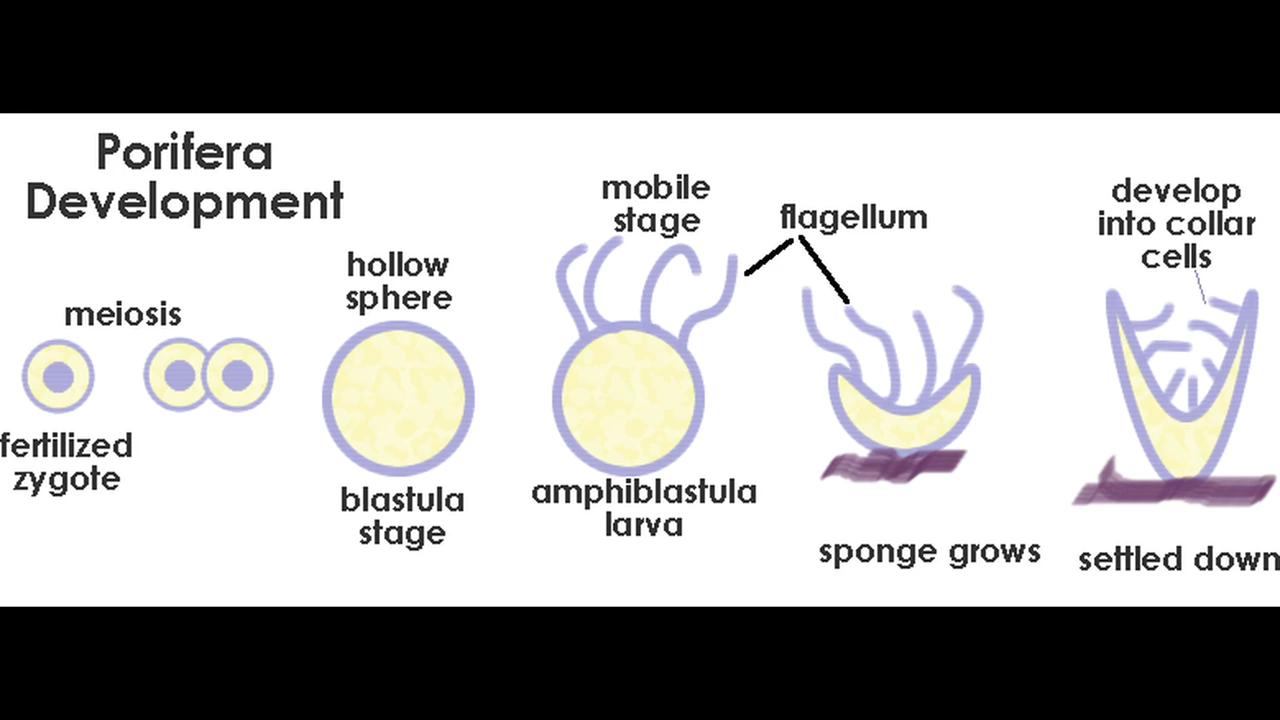 Porifera
Development
meiosis
fertilized
zygote
hollow
sphere
blastula
stage
mobile
stage
amphiblastula
larva
flagellum
sponge grows
develop
into collar
cells
settled down